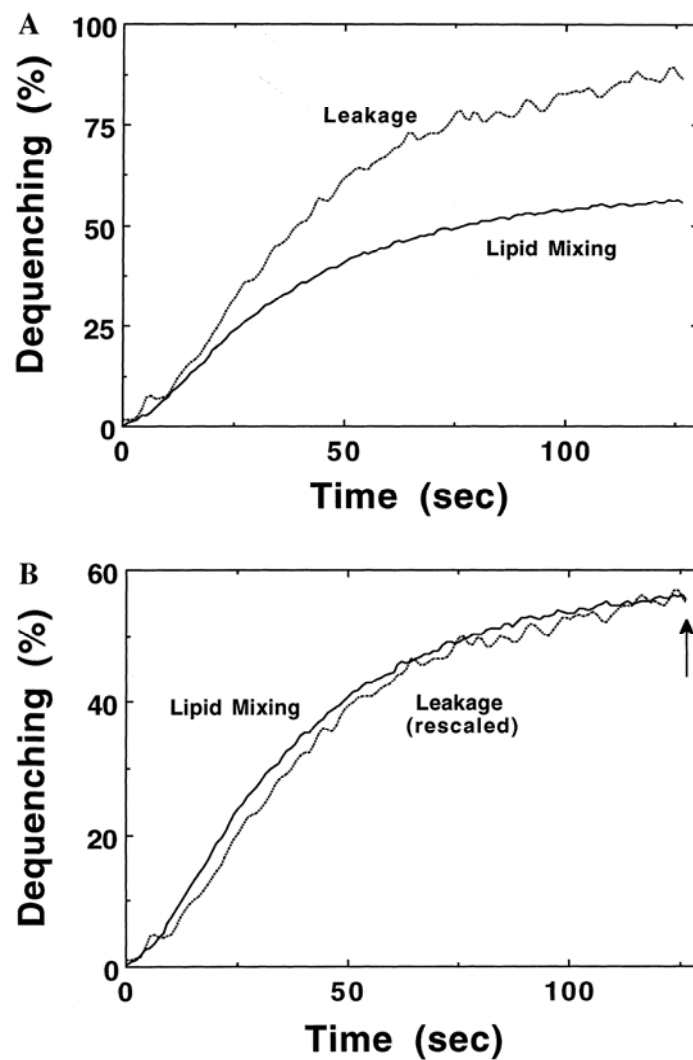 A
100
75
50
25
0
Dequenching (%)
Leakage
Lipid Mixing
0
50
100
Time (sec)
B
60
40
20
0
Dequenching (%)
Lipid Mixing
Leakage
(rescaled)
0
50
100
Time (sec)